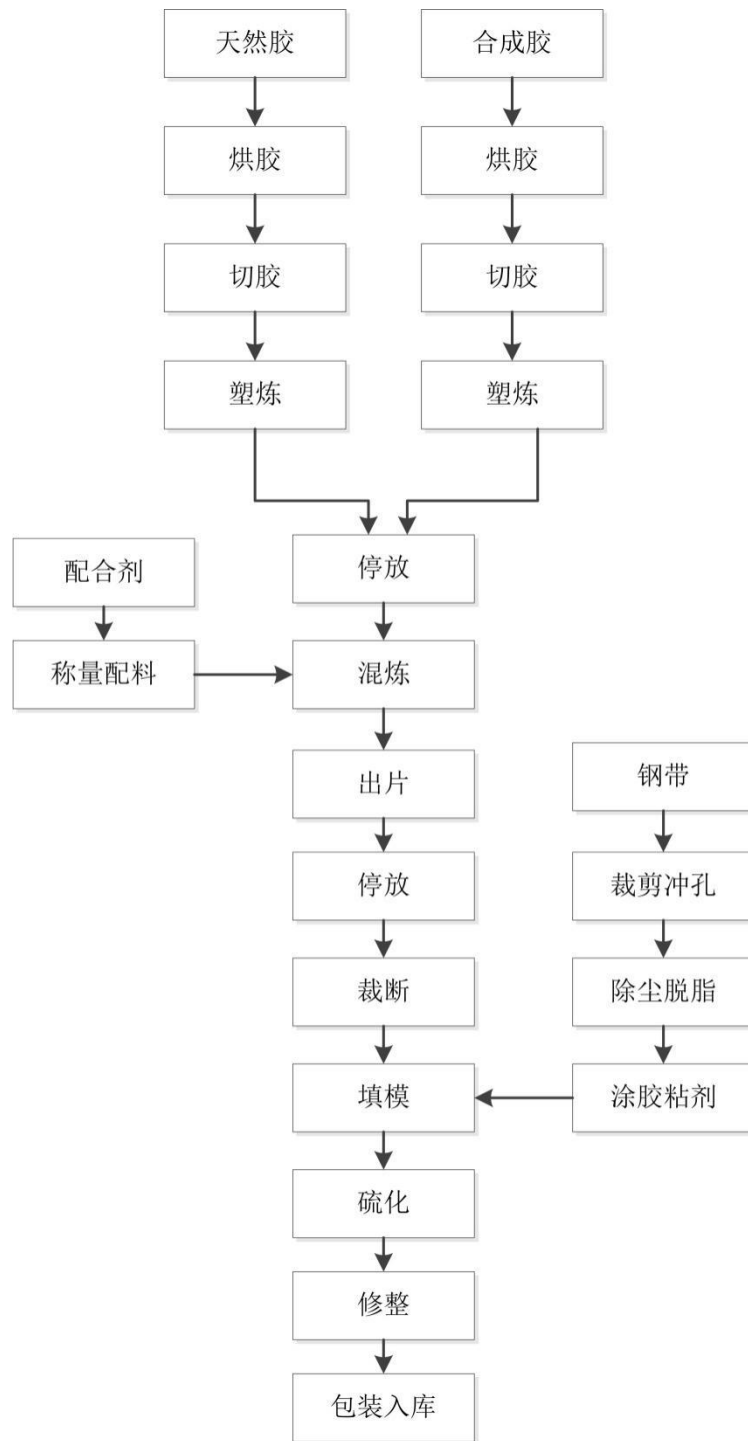 天然胶
合成胶
烘胶
烘胶
切胶
切胶
塑炼
塑炼
停放
配合剂
称量配料
混炼
出片
钢带
停放
裁剪冲孔
裁断
除尘脱脂
填模
涂胶粘剂
硫化
修整
包装入库